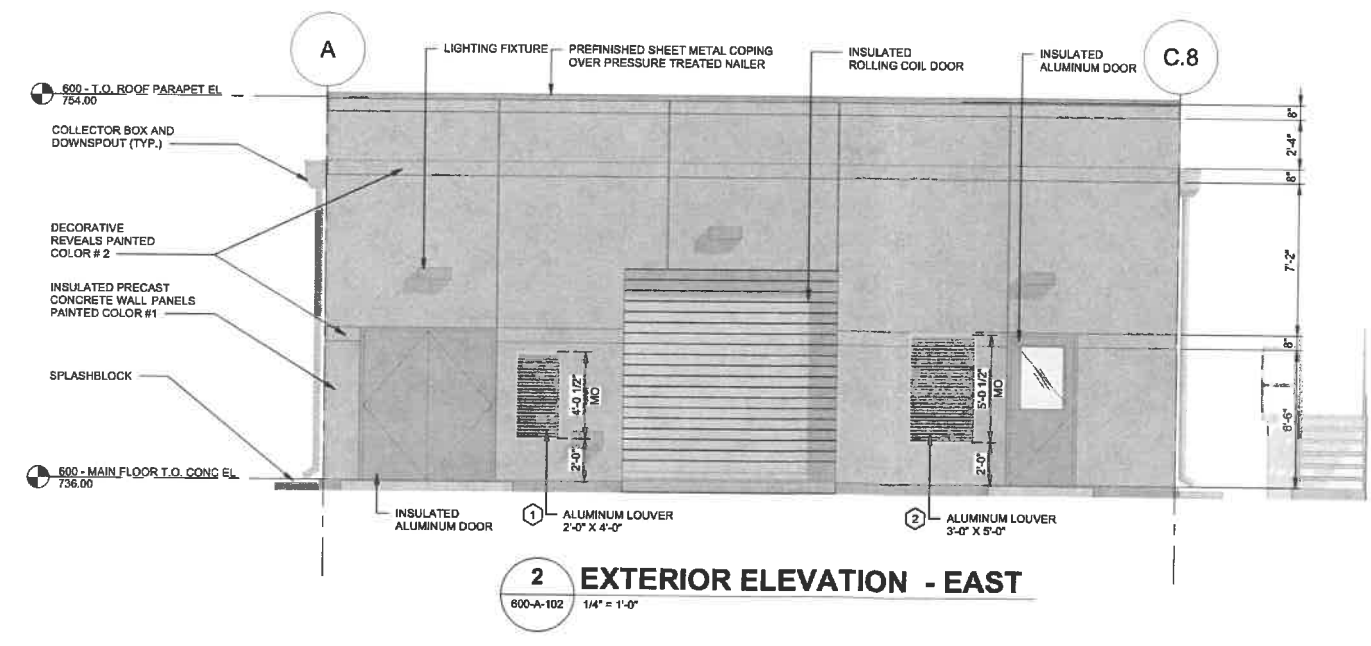 A
C.8
LIGHTING FIXTURE
PREFINISHED SHEET METAL COPING
OVER PRESSURE TREATED NAILER
INSULATED
ROLLING COIL DOOR
INSULATED
ALUMINUM DOOR
600 - T.O. ROOF PARAPET EL
754.00
COLLECTOR BOX AND
DOWNSPOUT (TYP.)
DECORATIVE
REVEALS PAINTED
COLOR # 2
INSULATED PRECAST
CONCRETE WALL PANELS
PAINTED COLOR #1
SPLASHBLOCK
600 - MAIN FLOOR T.O. CONC EL
736.00
8"
2'-4"
8"
7'-2"
8"
6'-6"
4'-0 1/2"
MO
2'-0"
5'-0 1/2"
MO
2'-0"
INSULATED
ALUMINUM DOOR
1
ALUMINUM LOUVER
2'-0" X 4'-0"
2
ALUMINUM LOUVER
3'-0" X 5'-0"
2
600-A-102
EXTERIOR ELEVATION - EAST
1/4" = 1'-0"